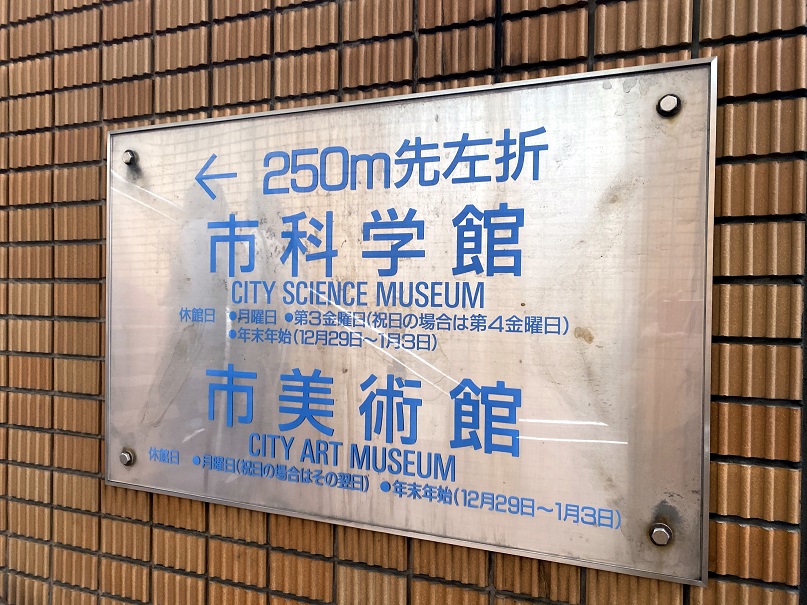 ← 250m先左折
市科学館
CITY SCIENCE MUSEUM
休館日 ●月曜日 ●第3金曜日(祝日の場合は第4金曜日)
●年末年始(12月29日～1月3日)
市美術館
CITY ART MUSEUM
休館日 ●月曜日(祝日の場合はその翌日) ●年末年始(12月29日～1月3日)